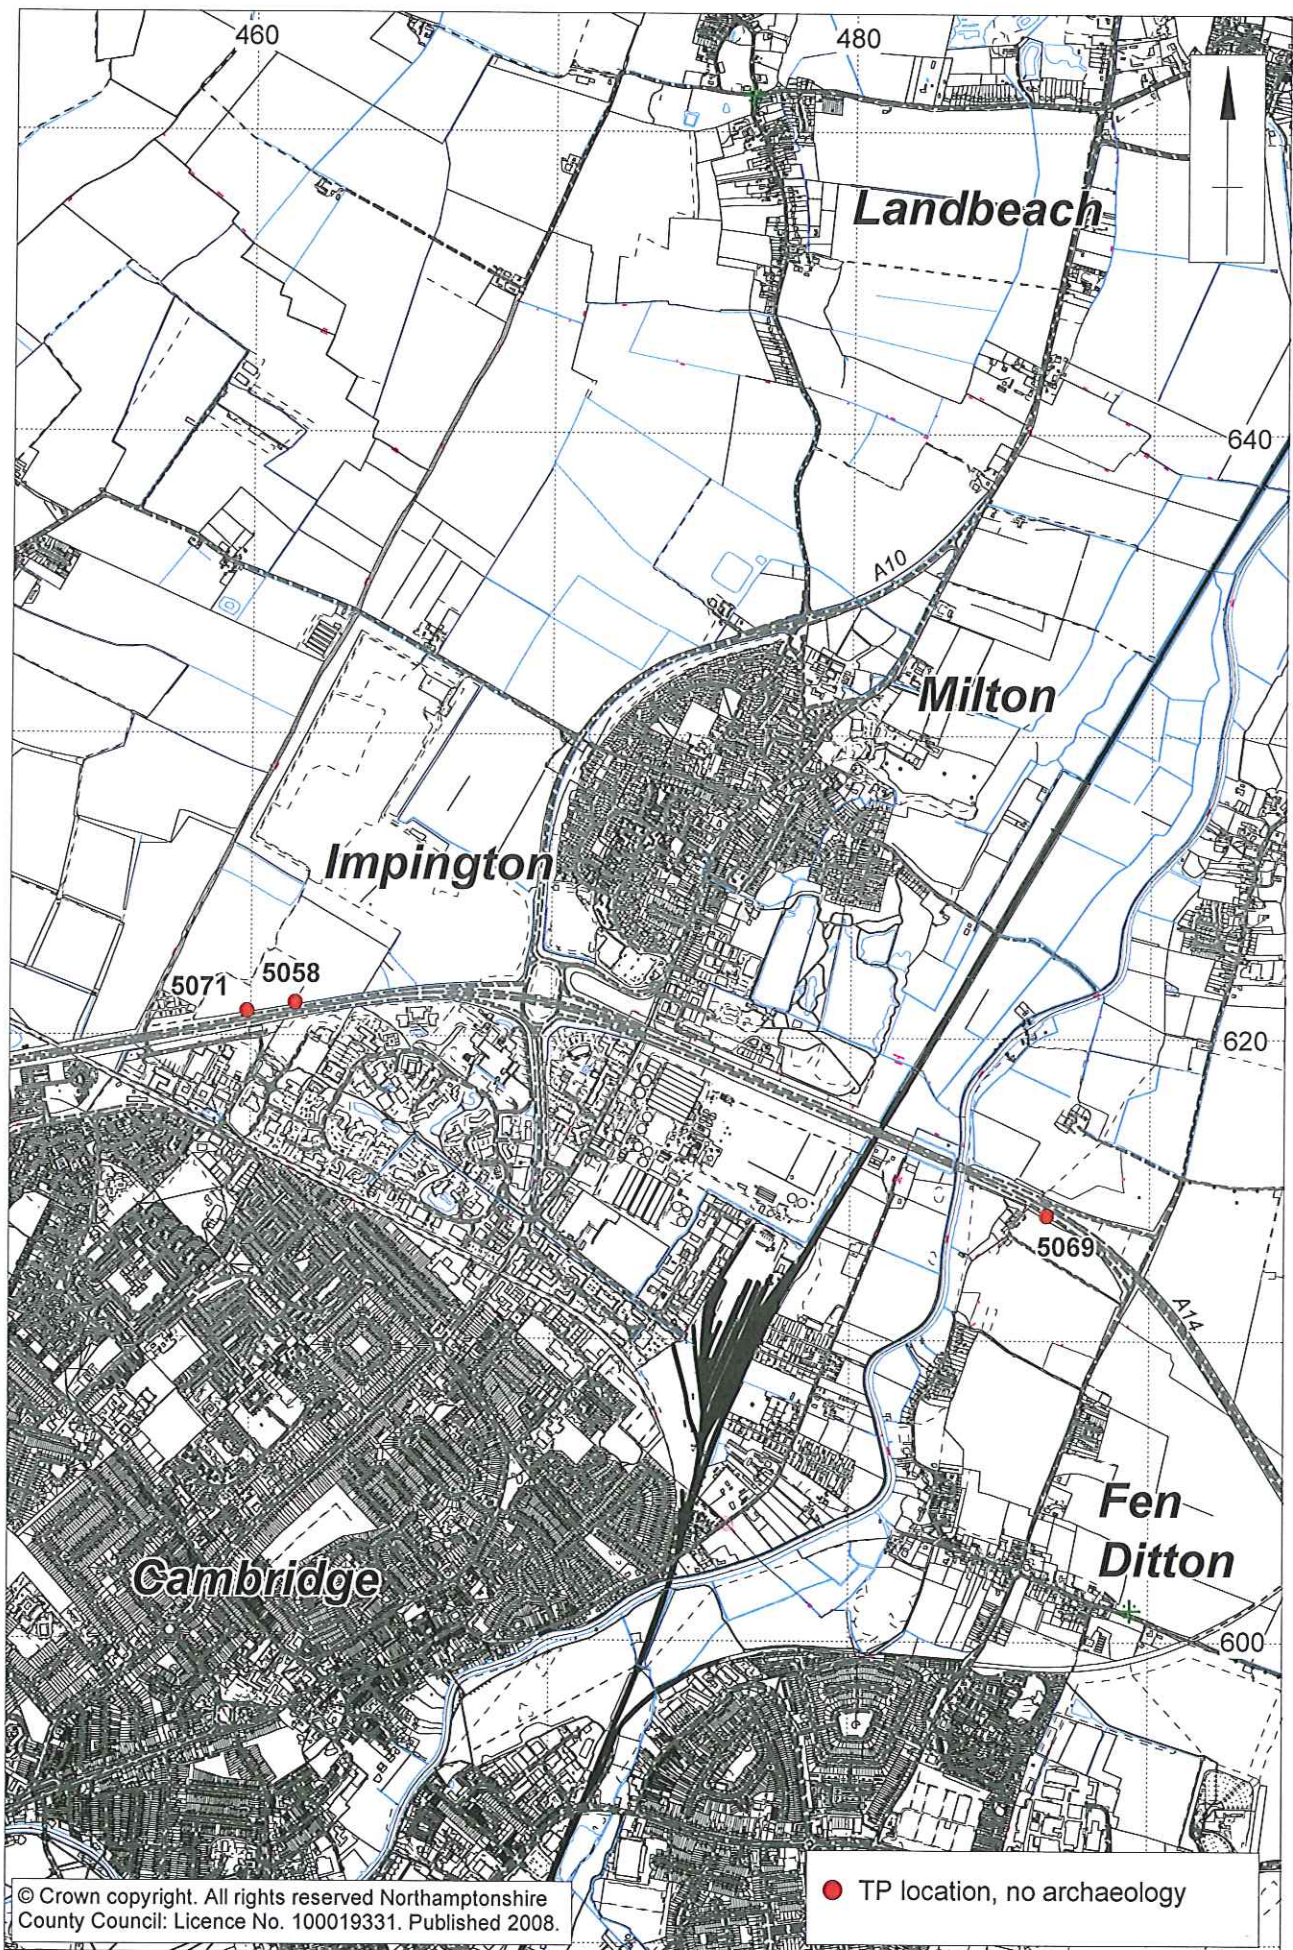 460
480
Landbeach
640
A10
Milton
Impington
5071
5058
620
5069
A14
Fen
Ditton
Cambridge
600
© Crown copyright. All rights reserved Northamptonshire
County Council: Licence No. 100019331. Published 2008.
TP location, no archaeology